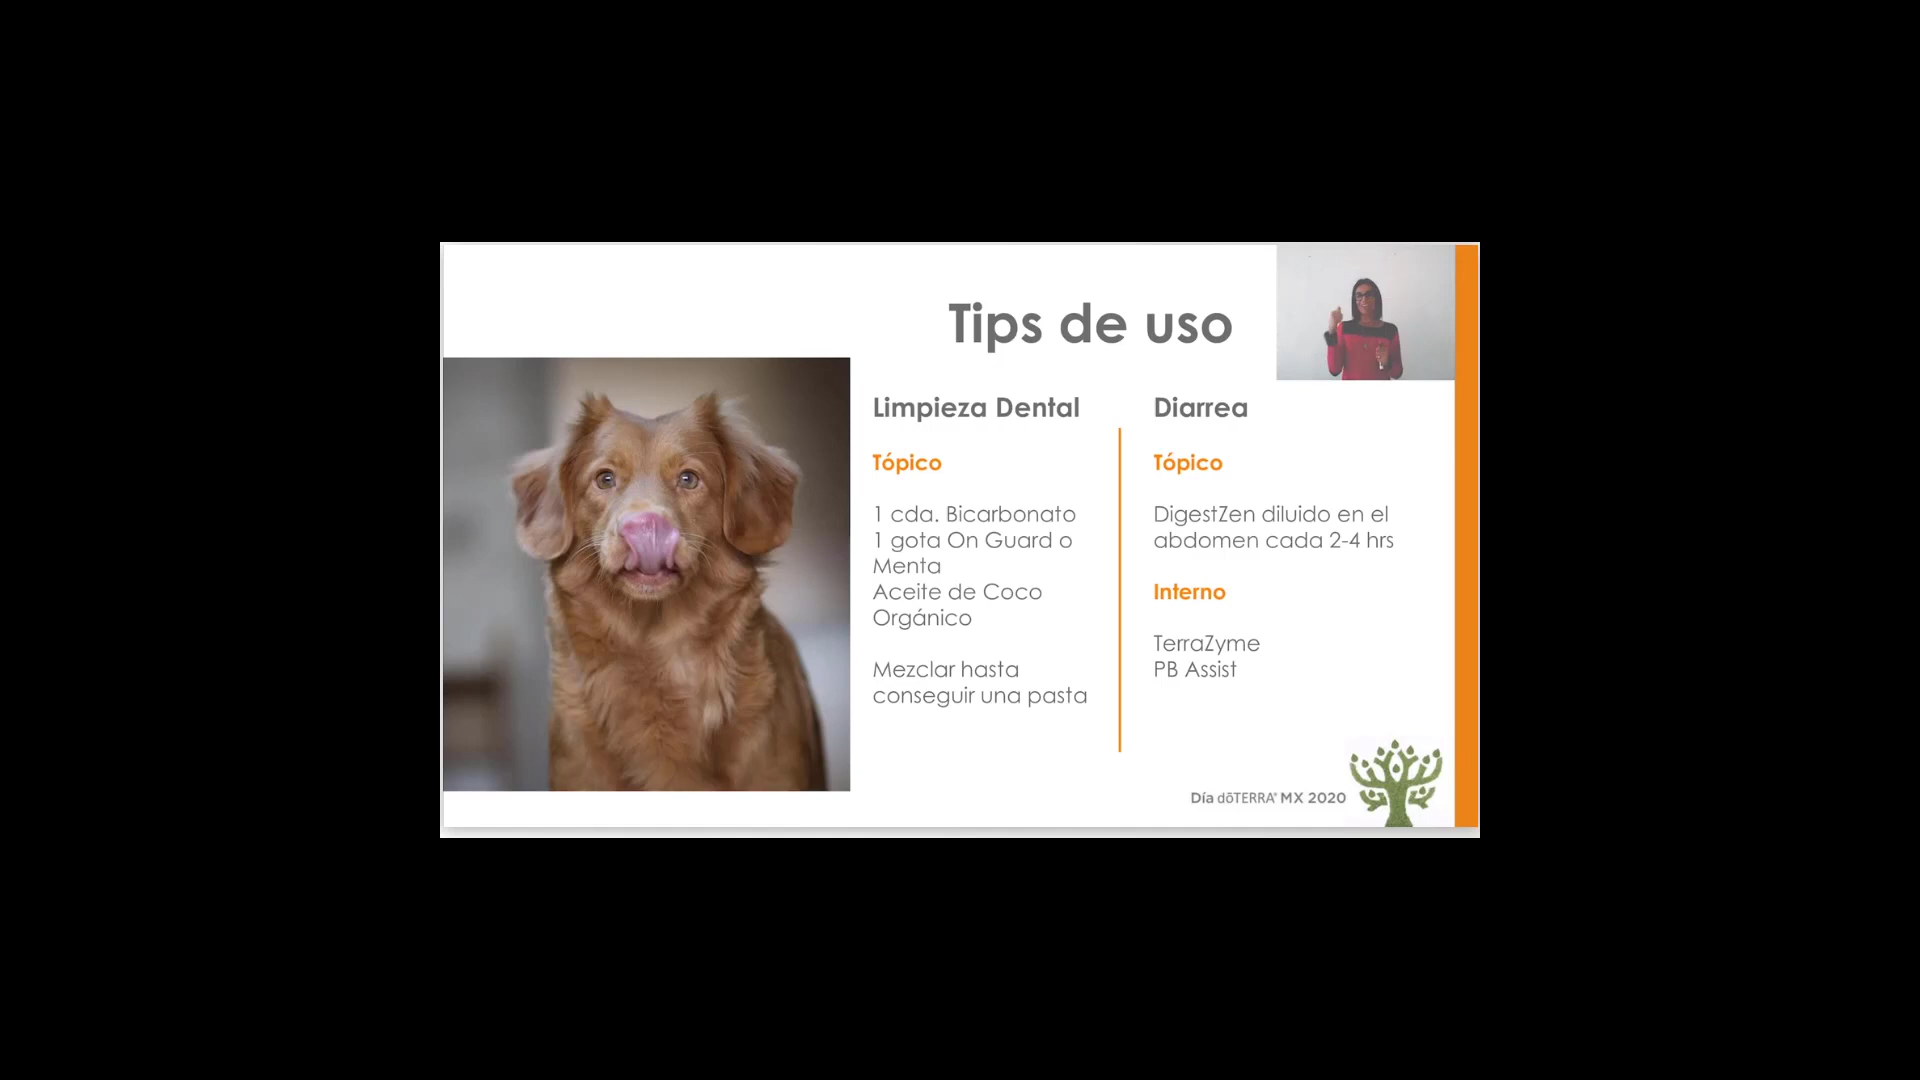 Tips de uso
Limpieza Dental
Tópico
1 cda. Bicarbonato
1 gota On Guard o
Menta
Aceite de Coco
Orgánico
Mezclar hasta
conseguir una pasta
Diarrea
Tópico
DigestZen diluido en el
abdomen cada 2-4 hrs
Interno
TerraZyme
PB Assist
Día dōTERRA® MX 2020